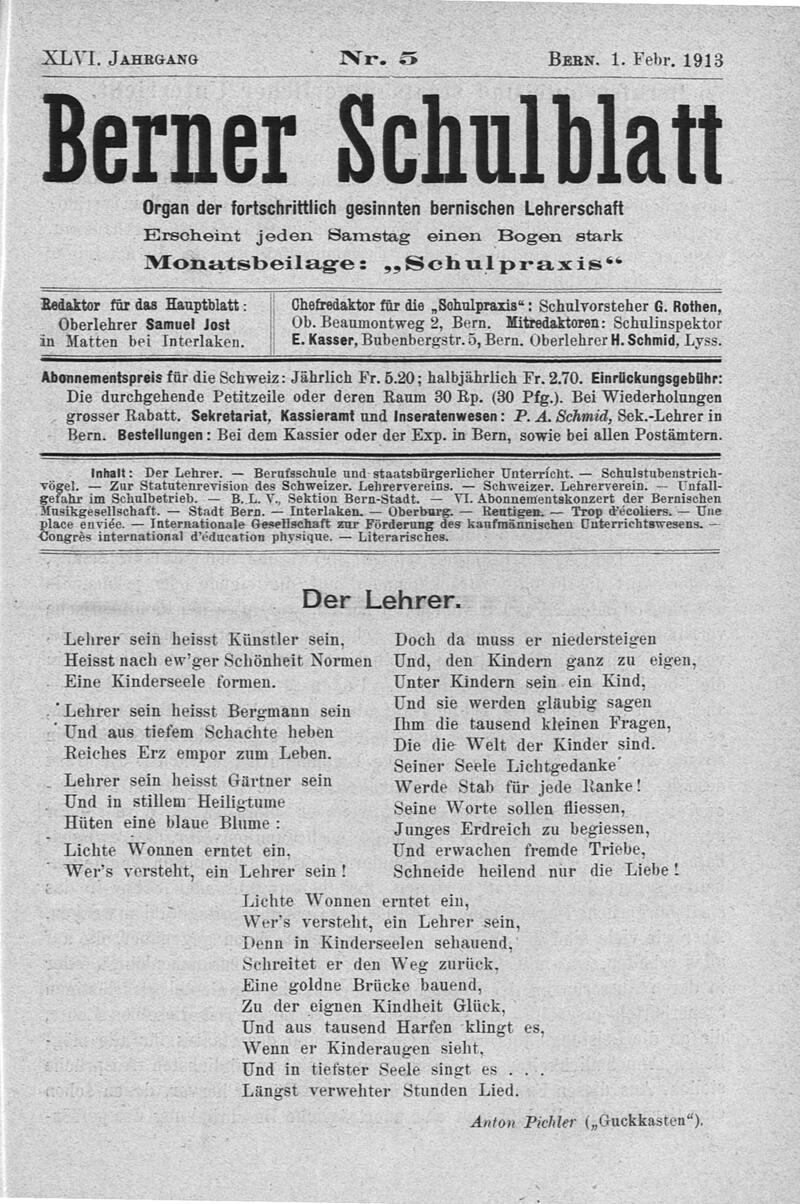 XLVI. JAHRGANG Nr. 5 BERN. 1. Febr. 1913
Berner Schulblatt
Organ der fortschrittlich gesinnten bernischen Lehrerschaft
Erscheint jeden Samstag einen Bogen stark
Monatsbeilage: „Schulpraxis“
Redaktor für das Hauptblatt:
Oberlehrer Samuel Jost
in Matten bei Interlaken.
Chefredaktor für die „Schulpraxis“: Schulvorsteher G. Rothen,
Ob. Beaumontweg 2, Bern. Mitredaktoren: Schulinspektor
E. Kasser, Bubenbergstr. 5, Bern. Oberlehrer H. Schmid, Lyss.
Abonnementspreis für die Schweiz: Jährlich Fr. 5.20; halbjährlich Fr. 2.70. Einrückungsgebühr:
Die durchgehende Petitzeile oder deren Raum 30 Rp. (30 Pfg.). Bei Wiederholungen
grosser Rabatt. Sekretariat, Kassieramt und Inseratenwesen: P. A. Schmid, Sek.-Lehrer in
Bern. Bestellungen: Bei dem Kassier oder der Exp. in Bern, sowie bei allen Postämtern.
Inhalt: Der Lehrer. — Berufsschule und staatsbürgerlicher Unterricht. — Schulstubenstrich-
vögel. — Zur Statutenrevision des Schweizer. Lehrervereins. — Schweizer. Lehrerverein. — Unfall-
gefahr im Schulbetrieb. — B. L. V., Sektion Bern-Stadt. — VI. Abonnementskonzert der Bernischen
Musikgesellschaft. — Stadt Bern. — Interlaken. — Oberburg. — Reutigen. — Trop d'écoliers. — Une
place enviée. — Internationale Gesellschaft zur Förderung des kaufmännischen Unterrichtswesens. —
Congrès international d'éducation physique. — Literarisches.
Der Lehrer.
Lehrer sein heisst Künstler sein,
Heisst nach ew'ger Schönheit Normen
Eine Kinderseele formen.
Lehrer sein heisst Bergmann sein
Und aus tiefem Schachte heben
Reiches Erz empor zum Leben.
Lehrer sein heisst Gärtner sein
Und in stillem Heiligtume
Hüten eine blaue Blume:
Lichte Wonnen erntet ein,
Wer's versteht, ein Lehrer sein!
Doch da muss er niedersteigen
Und, den Kindern ganz zu eigen,
Unter Kindern sein ein Kind,
Und sie werden gläubig sagen
Ihm die tausend kleinen Fragen,
Die die Welt der Kinder sind.
Seiner Seele Lichtgedanke
Werde Stab für jede Ranke!
Seine Worte sollen fliessen,
Junges Erdreich zu begiessen,
Und erwachen fremde Triebe,
Schneide heilend nur die Liebe!
Lichte Wonnen erntet ein,
Wer's versteht, ein Lehrer sein,
Denn in Kinderseelen sehauend,
Schreitet er den Weg zurück,
Eine goldne Brücke bauend,
Zu der eignen Kindheit Glück,
Und aus tausend Harfen klingt es,
Wenn er Kinderaugen sieht,
Und in tiefster Seele singt es . . .
Längst verwehter Stunden Lied.
Anton Pichler („Guckkasten“).